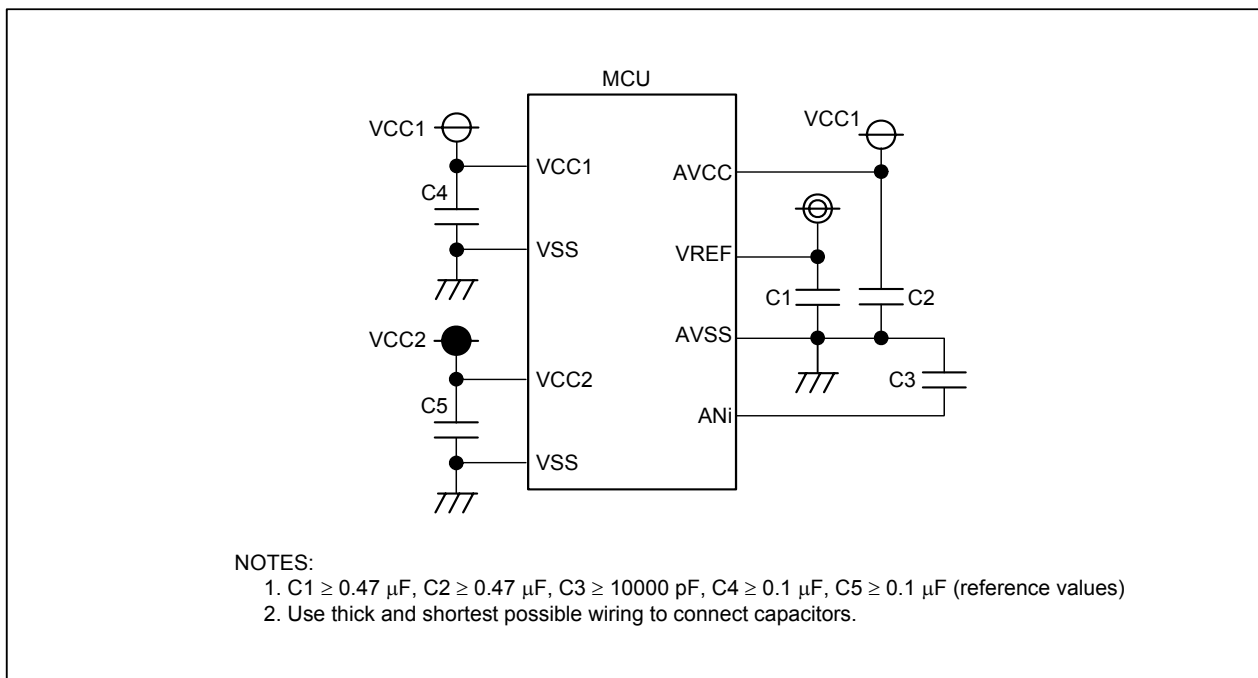 MCU
VCC1
VCC1
VCC1
AVCC
C4
VSS
VREF
C1
C2
VCC2
AVSS
VCC2
C3
C5
ANi
VSS
NOTES:
1. C1 ≥ 0.47 μF, C2 ≥ 0.47 μF, C3 ≥ 10000 pF, C4 ≥ 0.1 μF, C5 ≥ 0.1 μF (reference values)
2. Use thick and shortest possible wiring to connect capacitors.